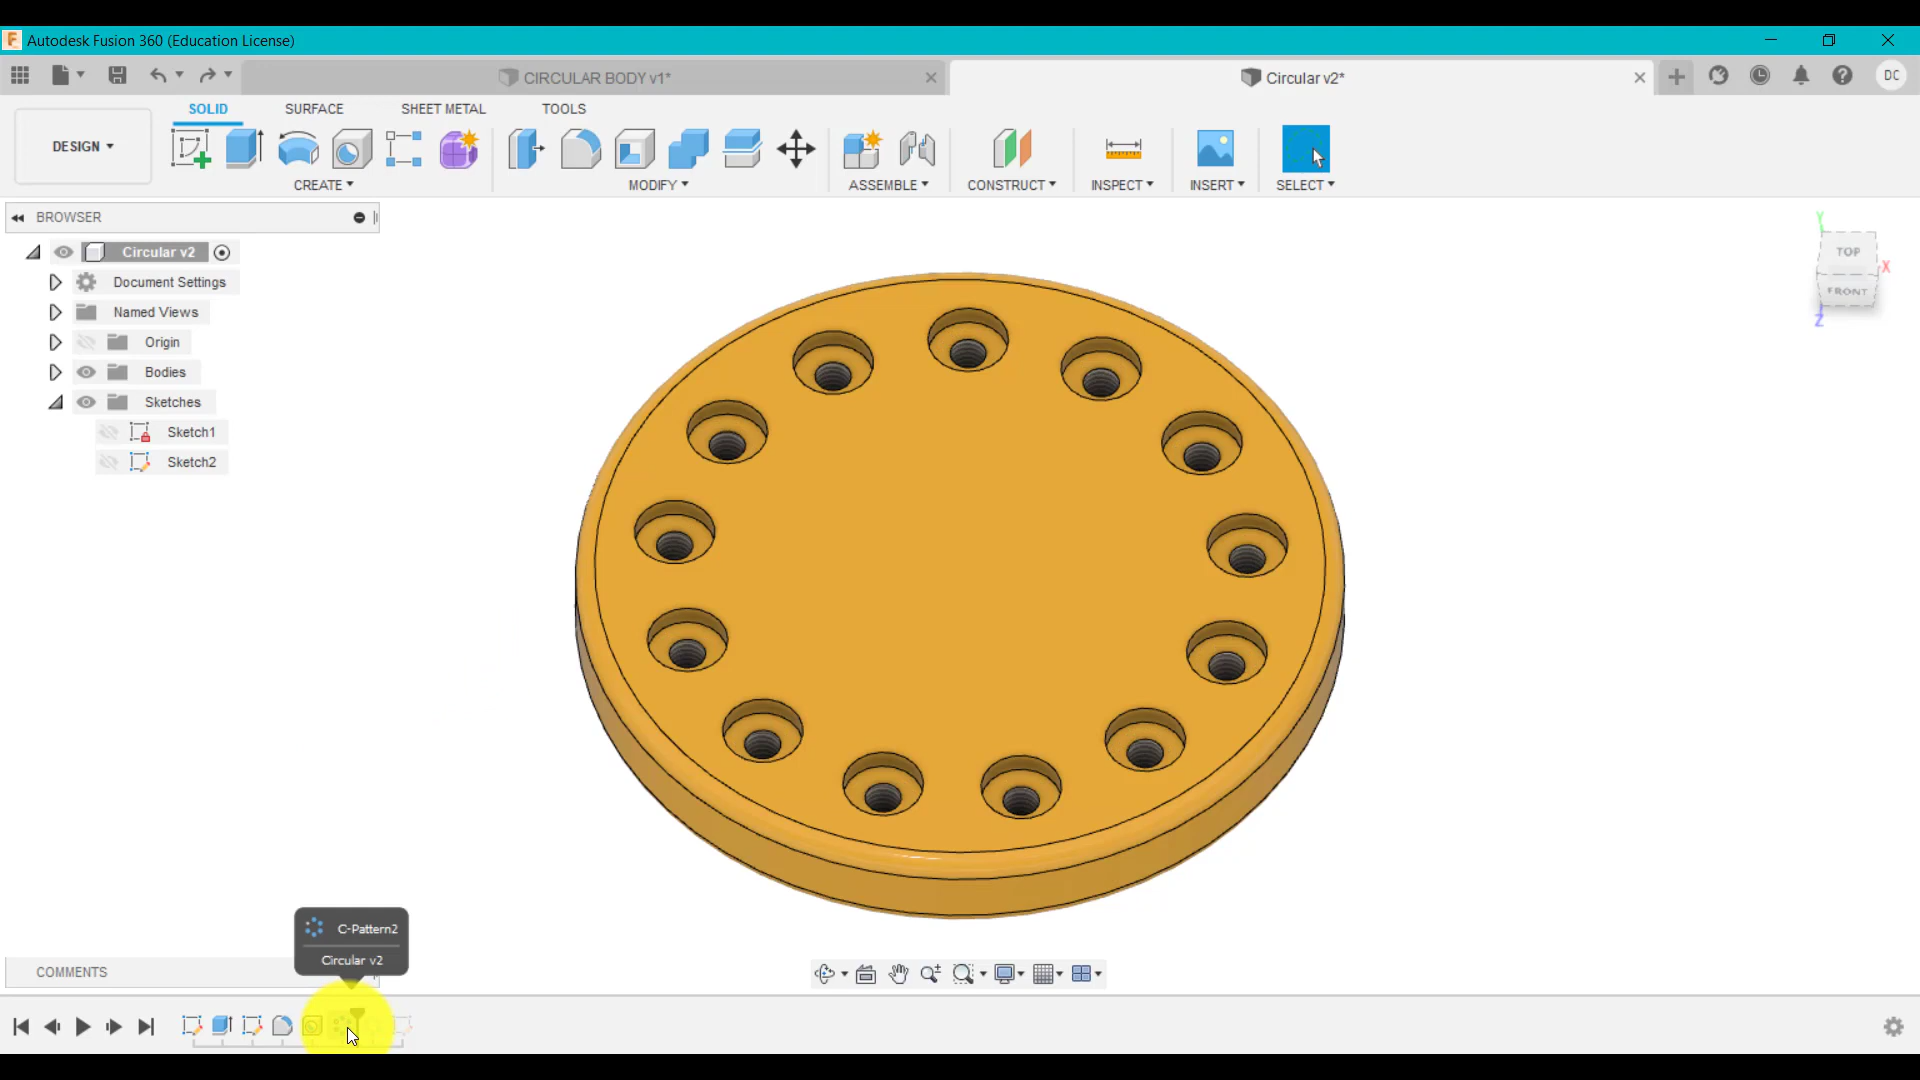 Autodesk Fusion 360 (Education License)
CIRCULAR BODY v1*
Circular v2*
DC
SOLID
SURFACE
SHEET METAL
TOOLS
DESIGN
CREATE
MODIFY
ASSEMBLE
CONSTRUCT
INSPECT
INSERT
SELECT
BROWSER
Circular v2
Document Settings
Named Views
Origin
Bodies
Sketches
Sketch1
Sketch2
Y
TOP
X
FRONT
Z
C-Pattern2
Circular v2
COMMENTS